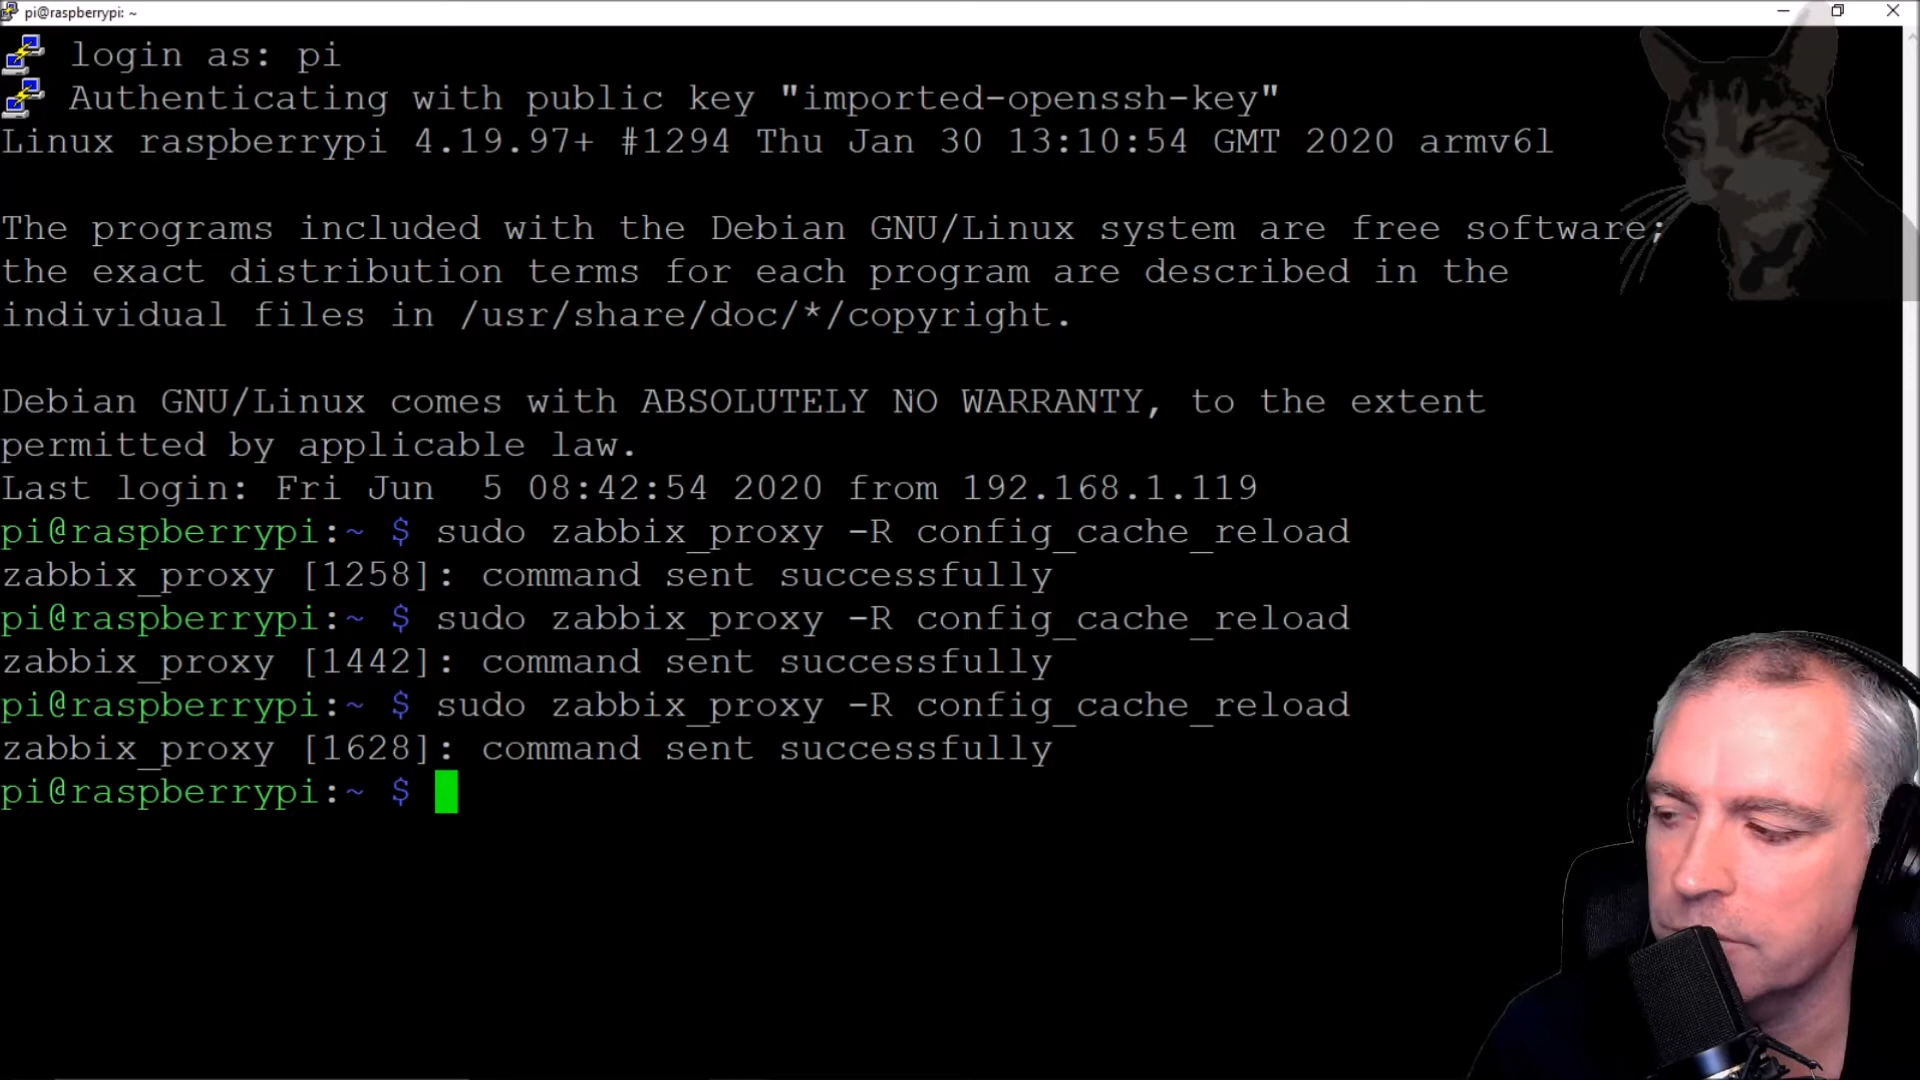 pi@raspberrypi: ~
login as: pi
Authenticating with public key "imported-openssh-key"
Linux raspberrypi 4.19.97+ #1294 Thu Jan 30 13:10:54 GMT 2020 armv6l
The programs included with the Debian GNU/Linux system are free software;
the exact distribution terms for each program are described in the
individual files in /usr/share/doc/*/copyright.
Debian GNU/Linux comes with ABSOLUTELY NO WARRANTY, to the extent
permitted by applicable law.
Last login: Fri Jun  5 08:42:54 2020 from 192.168.1.119
pi@raspberrypi:~ $ sudo zabbix_proxy -R config_cache_reload
zabbix_proxy [1258]: command sent successfully
pi@raspberrypi:~ $ sudo zabbix_proxy -R config_cache_reload
zabbix_proxy [1442]: command sent successfully
pi@raspberrypi:~ $ sudo zabbix_proxy -R config_cache_reload
zabbix_proxy [1628]: command sent successfully
pi@raspberrypi:~ $